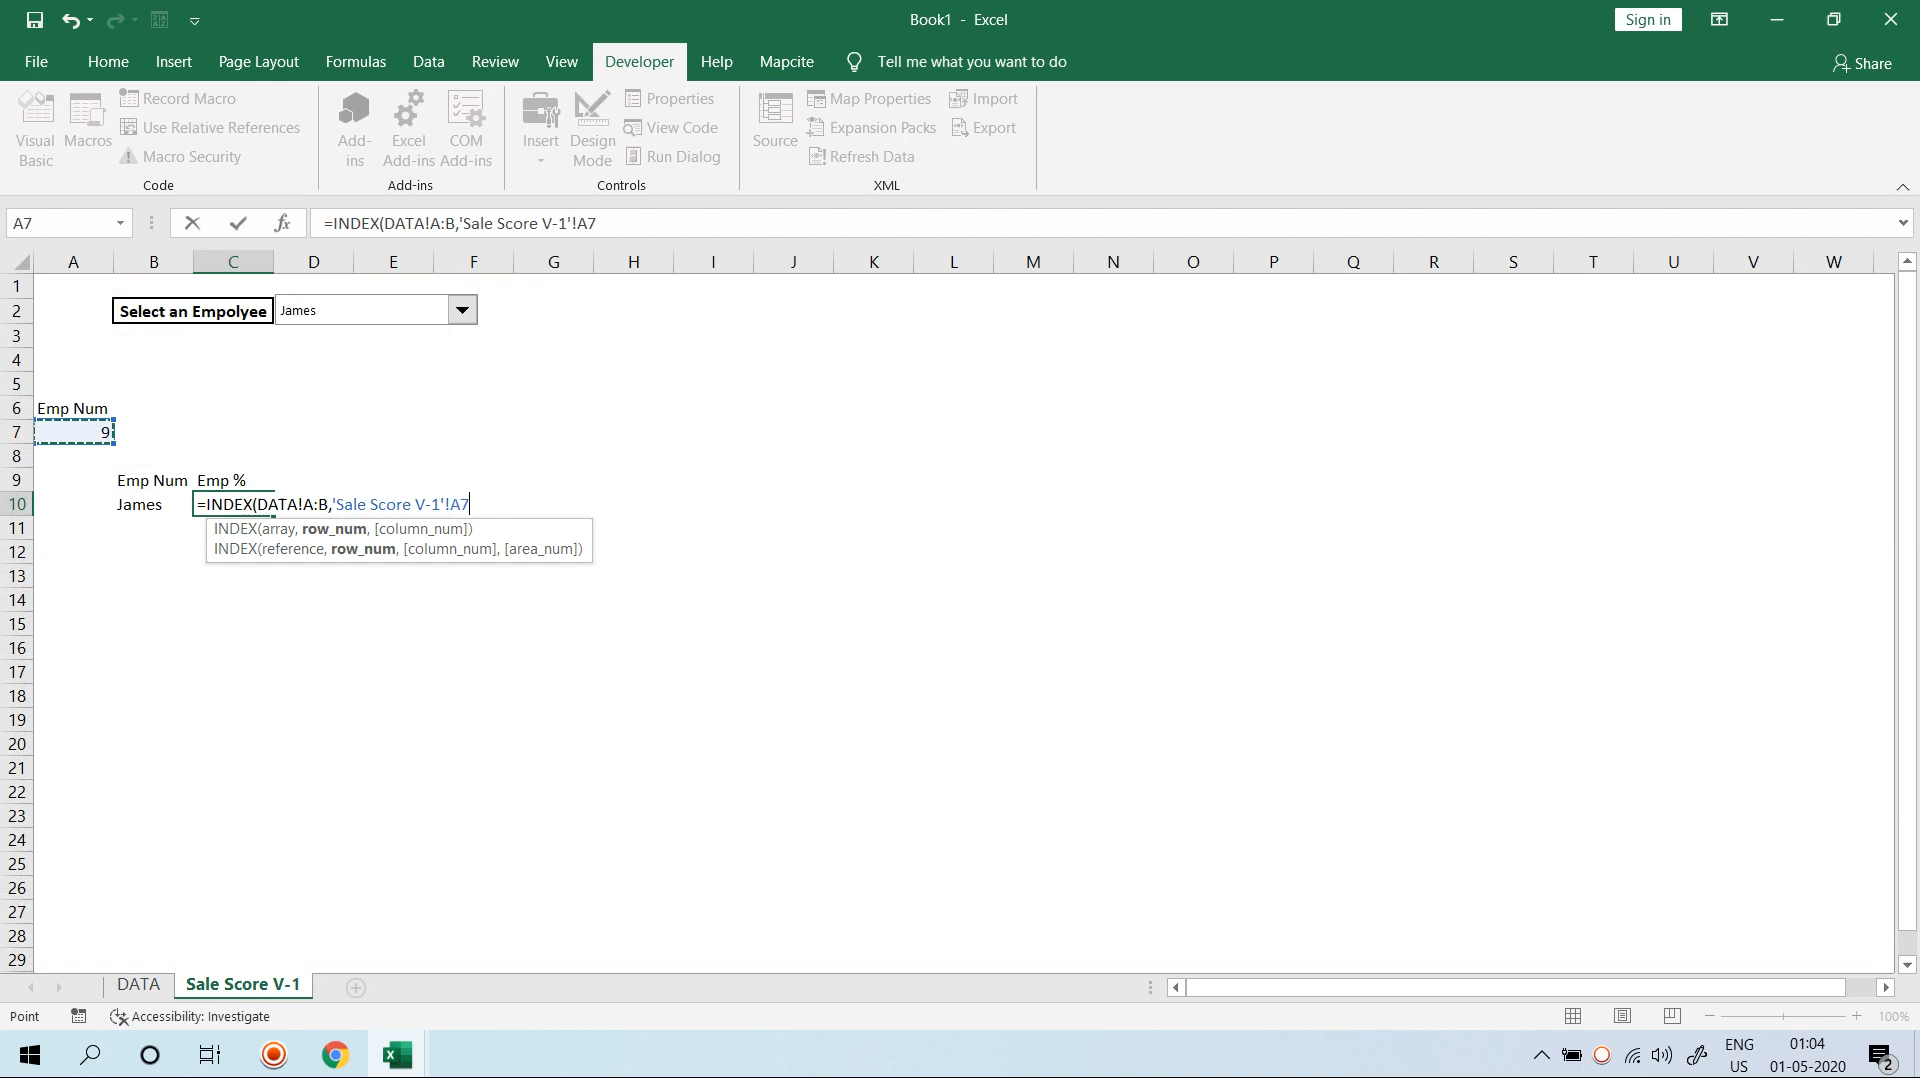 Book1 - Excel
Sign in
File Home Insert Page Layout Formulas Data Review View Developer Help Mapcite Tell me what you want to do
Share
Visual Basic
Macros
Record Macro
Use Relative References
Macro Security
Code
Add-ins
Excel Add-ins
COM Add-ins
Add-ins
Insert
Design Mode
Properties
View Code
Run Dialog
Controls
Source
Map Properties
Expansion Packs
Refresh Data
Import
Export
XML
A7
fx
=INDEX(DATA!A:B,'Sale Score V-1'!A7
A B C D E F G H I J K L M N O P Q R S T U V W
1
2 Select an Empolyee James
3
4
5
6 Emp Num
7 9
8
9 Emp Num Emp %
10 James =INDEX(DATA!A:B,'Sale Score V-1'!A7
11 INDEX(array, row_num, [column_num])
12 INDEX(reference, row_num, [column_num], [area_num])
13
14
15
16
17
18
19
20
21
22
23
24
25
26
27
28
29
DATA Sale Score V-1
Point Accessibility: Investigate 100%
ENG
US
01:04
01-05-2020
2